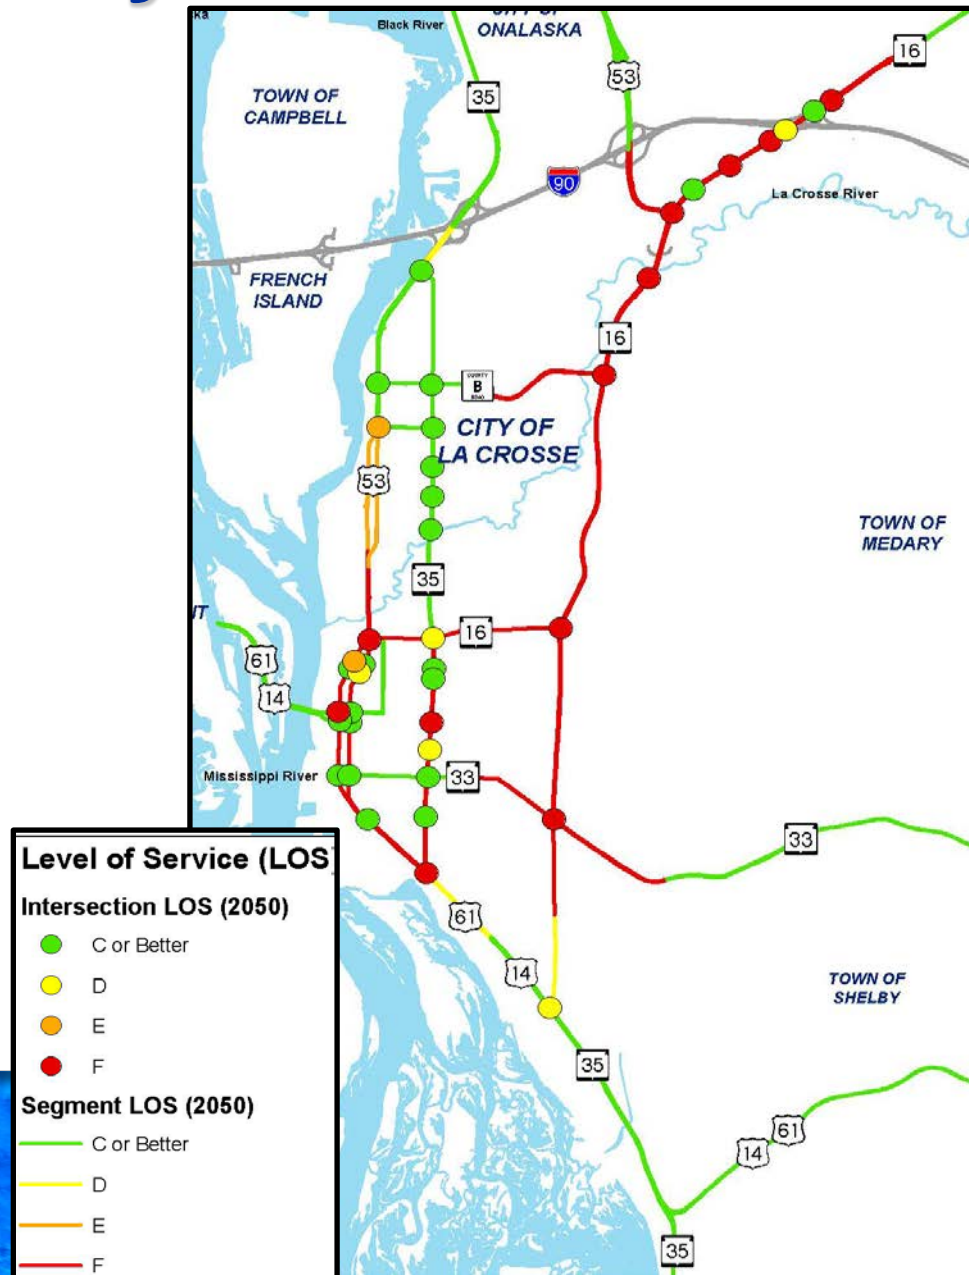 Black River
ONALASKA
16
53
35
TOWN OF
CAMPBELL
90
La Crosse River
FRENCH
ISLAND
16
COUNTY
B
ROAD
CITY OF
LA CROSSE
53
TOWN OF
MEDARY
35
16
61
14
Mississippi River
33
33
61
14
TOWN OF
SHELBY
35
61
14
35
Level of Service (LOS)
Intersection LOS (2050)
C or Better
D
E
F
Segment LOS (2050)
C or Better
D
E
F